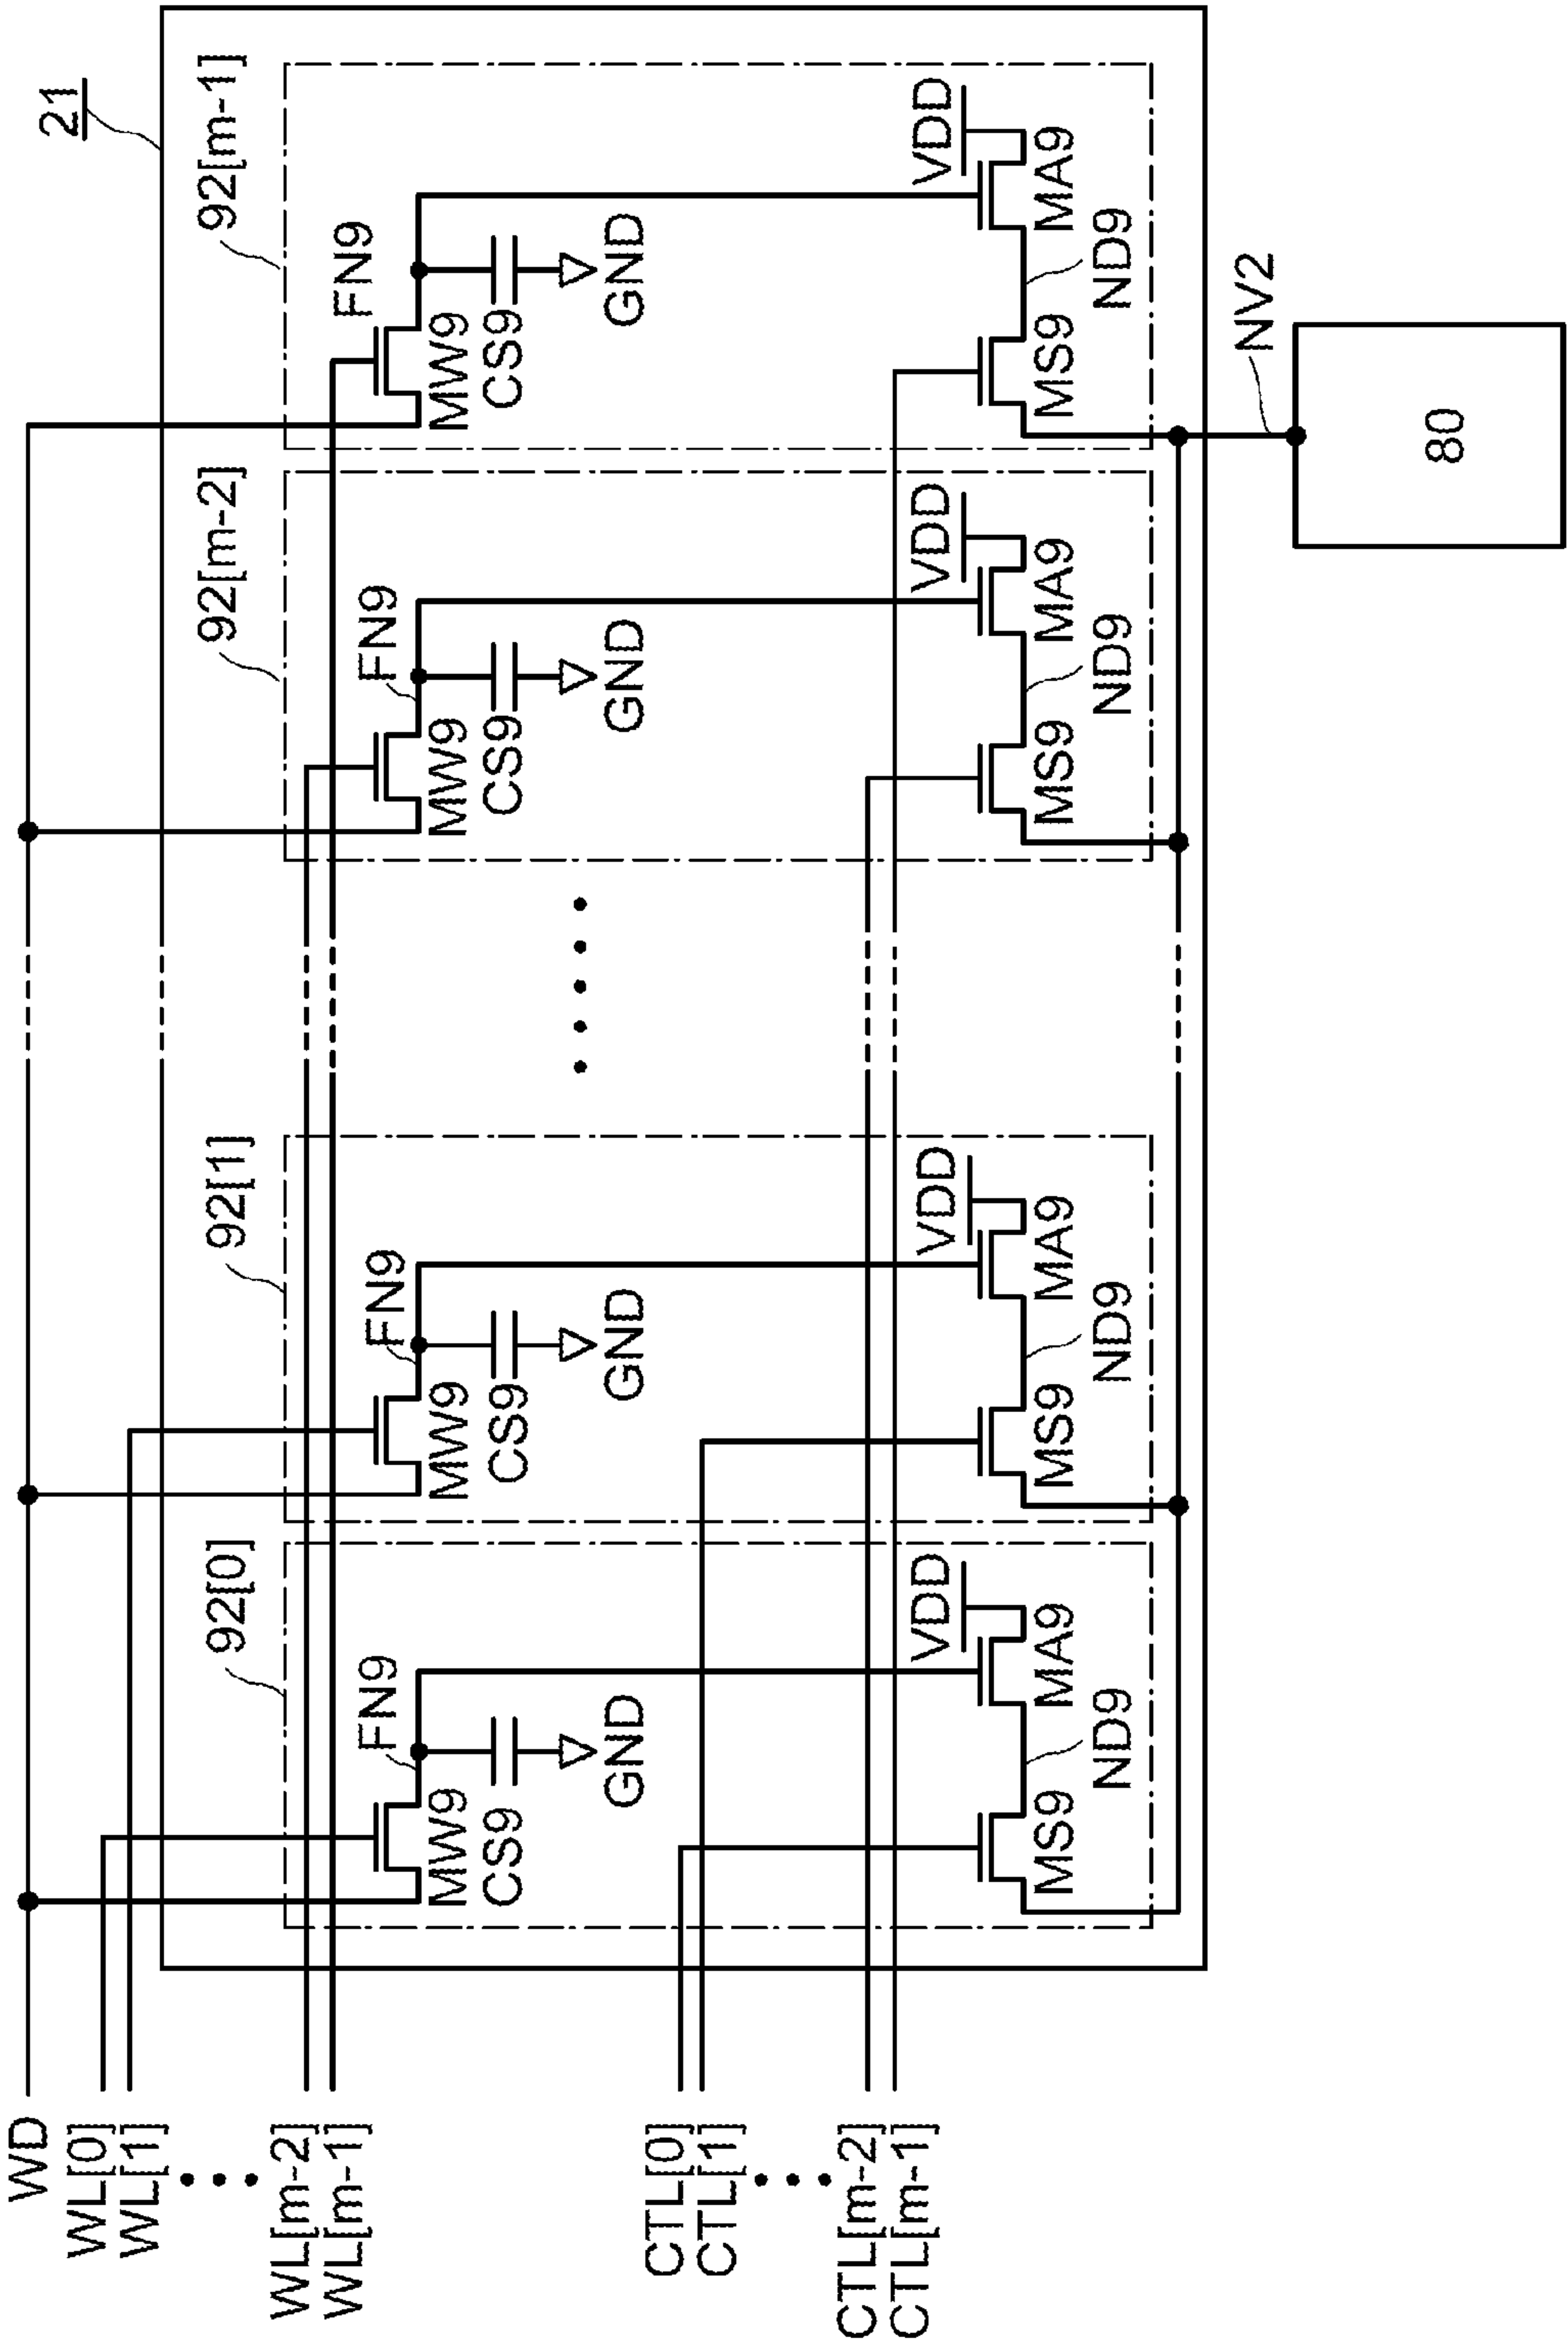 21
92[0]
92[1]
92[m-2]
92[m-1]
WD
WL[0]
WL[1]
WL[m-2]
WL[m-1]
FN9
FN9
FN9
FN9
MW9
MW9
MW9
MW9
CS9
CS9
CS9
CS9
GND
GND
GND
GND
CTL[0]
CTL[1]
CTL[m-2]
CTL[m-1]
VDD
VDD
VDD
VDD
MS9
MA9
MS9
MA9
MS9
MA9
MS9
MA9
ND9
ND9
ND9
ND9
NV2
80